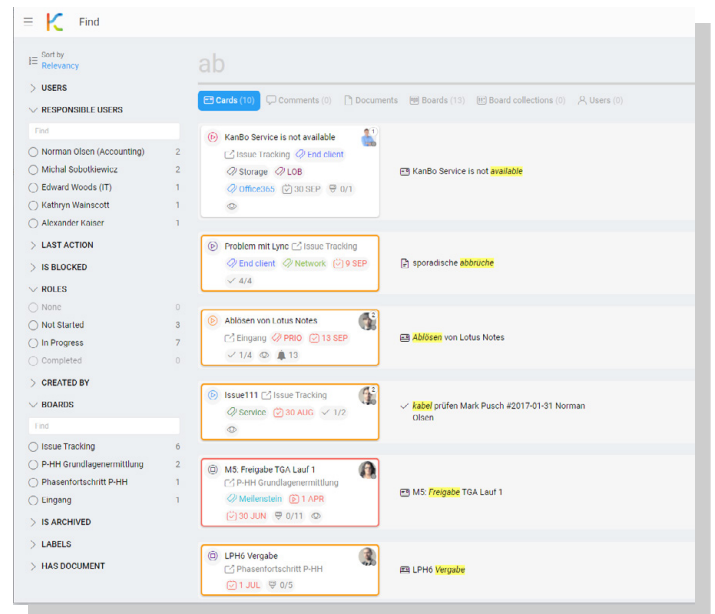 Find
Sort by
Relevancy
USERS
RESPONSIBLE USERS
Find
Norman Olsen (Accounting) 2
Michal Sobotkiewicz 2
Edward Woods (IT) 1
Kathryn Wainscott 1
Alexander Kaiser 1
LAST ACTION
IS BLOCKED
ROLES
None 0
Not Started 3
In Progress 7
Completed 0
CREATED BY
BOARDS
Find
Issue Tracking 6
P-HH Grundlagenermittlung 2
Phasenfortschritt P-HH 1
Eingang 1
IS ARCHIVED
LABELS
HAS DOCUMENT
ab
Cards (10) Comments (0) Documents Boards (13) Board collections (0) Users (0)
KanBo Service is not available 1
Issue Tracking End client
Storage LOB
Office365 30 SEP 0/1
KanBo Service is not available
Problem mit Lync Issue Tracking
End client Network 9 SEP
4/4
sporadische abbrüche
Ablösen von Lotus Notes 2
Eingang PRIO 13 SEP
1/4 13
Ablösen von Lotus Notes
Issue111 Issue Tracking 2
Service 30 AUG 1/2
kabel prüfen Mark Pusch #2017-01-31 Norman
Olsen
M5: Freigabe TGA Lauf 1
P-HH Grundlagenermittlung
Meilenstein 1 APR
30 JUN 0/11
M5: Freigabe TGA Lauf 1
LPH6 Vergabe
Phasenfortschritt P-HH
1 JUL 0/5
LPH6 Vergabe